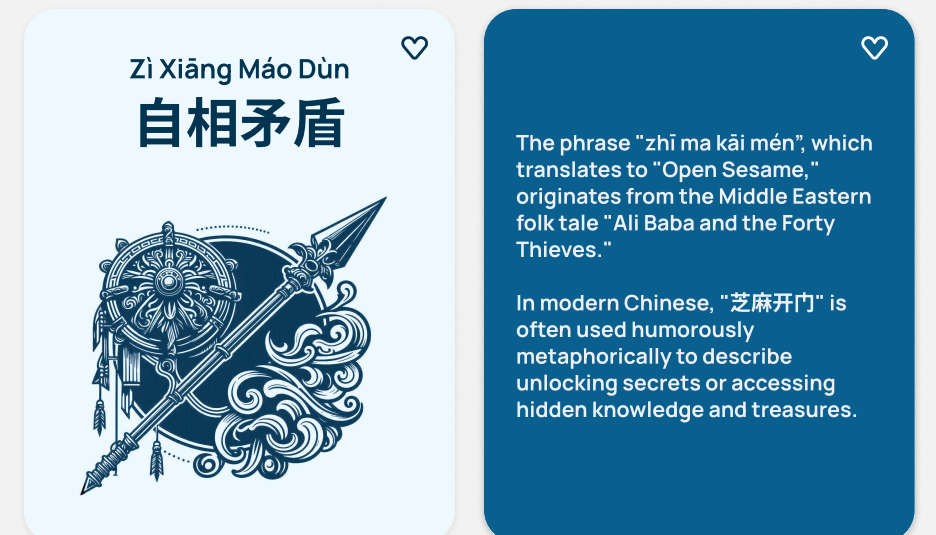 Zì Xiāng Máo Dùn
自相矛盾
The phrase "zhī ma kāi mén”, which
translates to "Open Sesame,"
originates from the Middle Eastern
folk tale "Ali Baba and the Forty
Thieves."
In modern Chinese, "芝麻开门" is
often used humorously
metaphorically to describe
unlocking secrets or accessing
hidden knowledge and treasures.